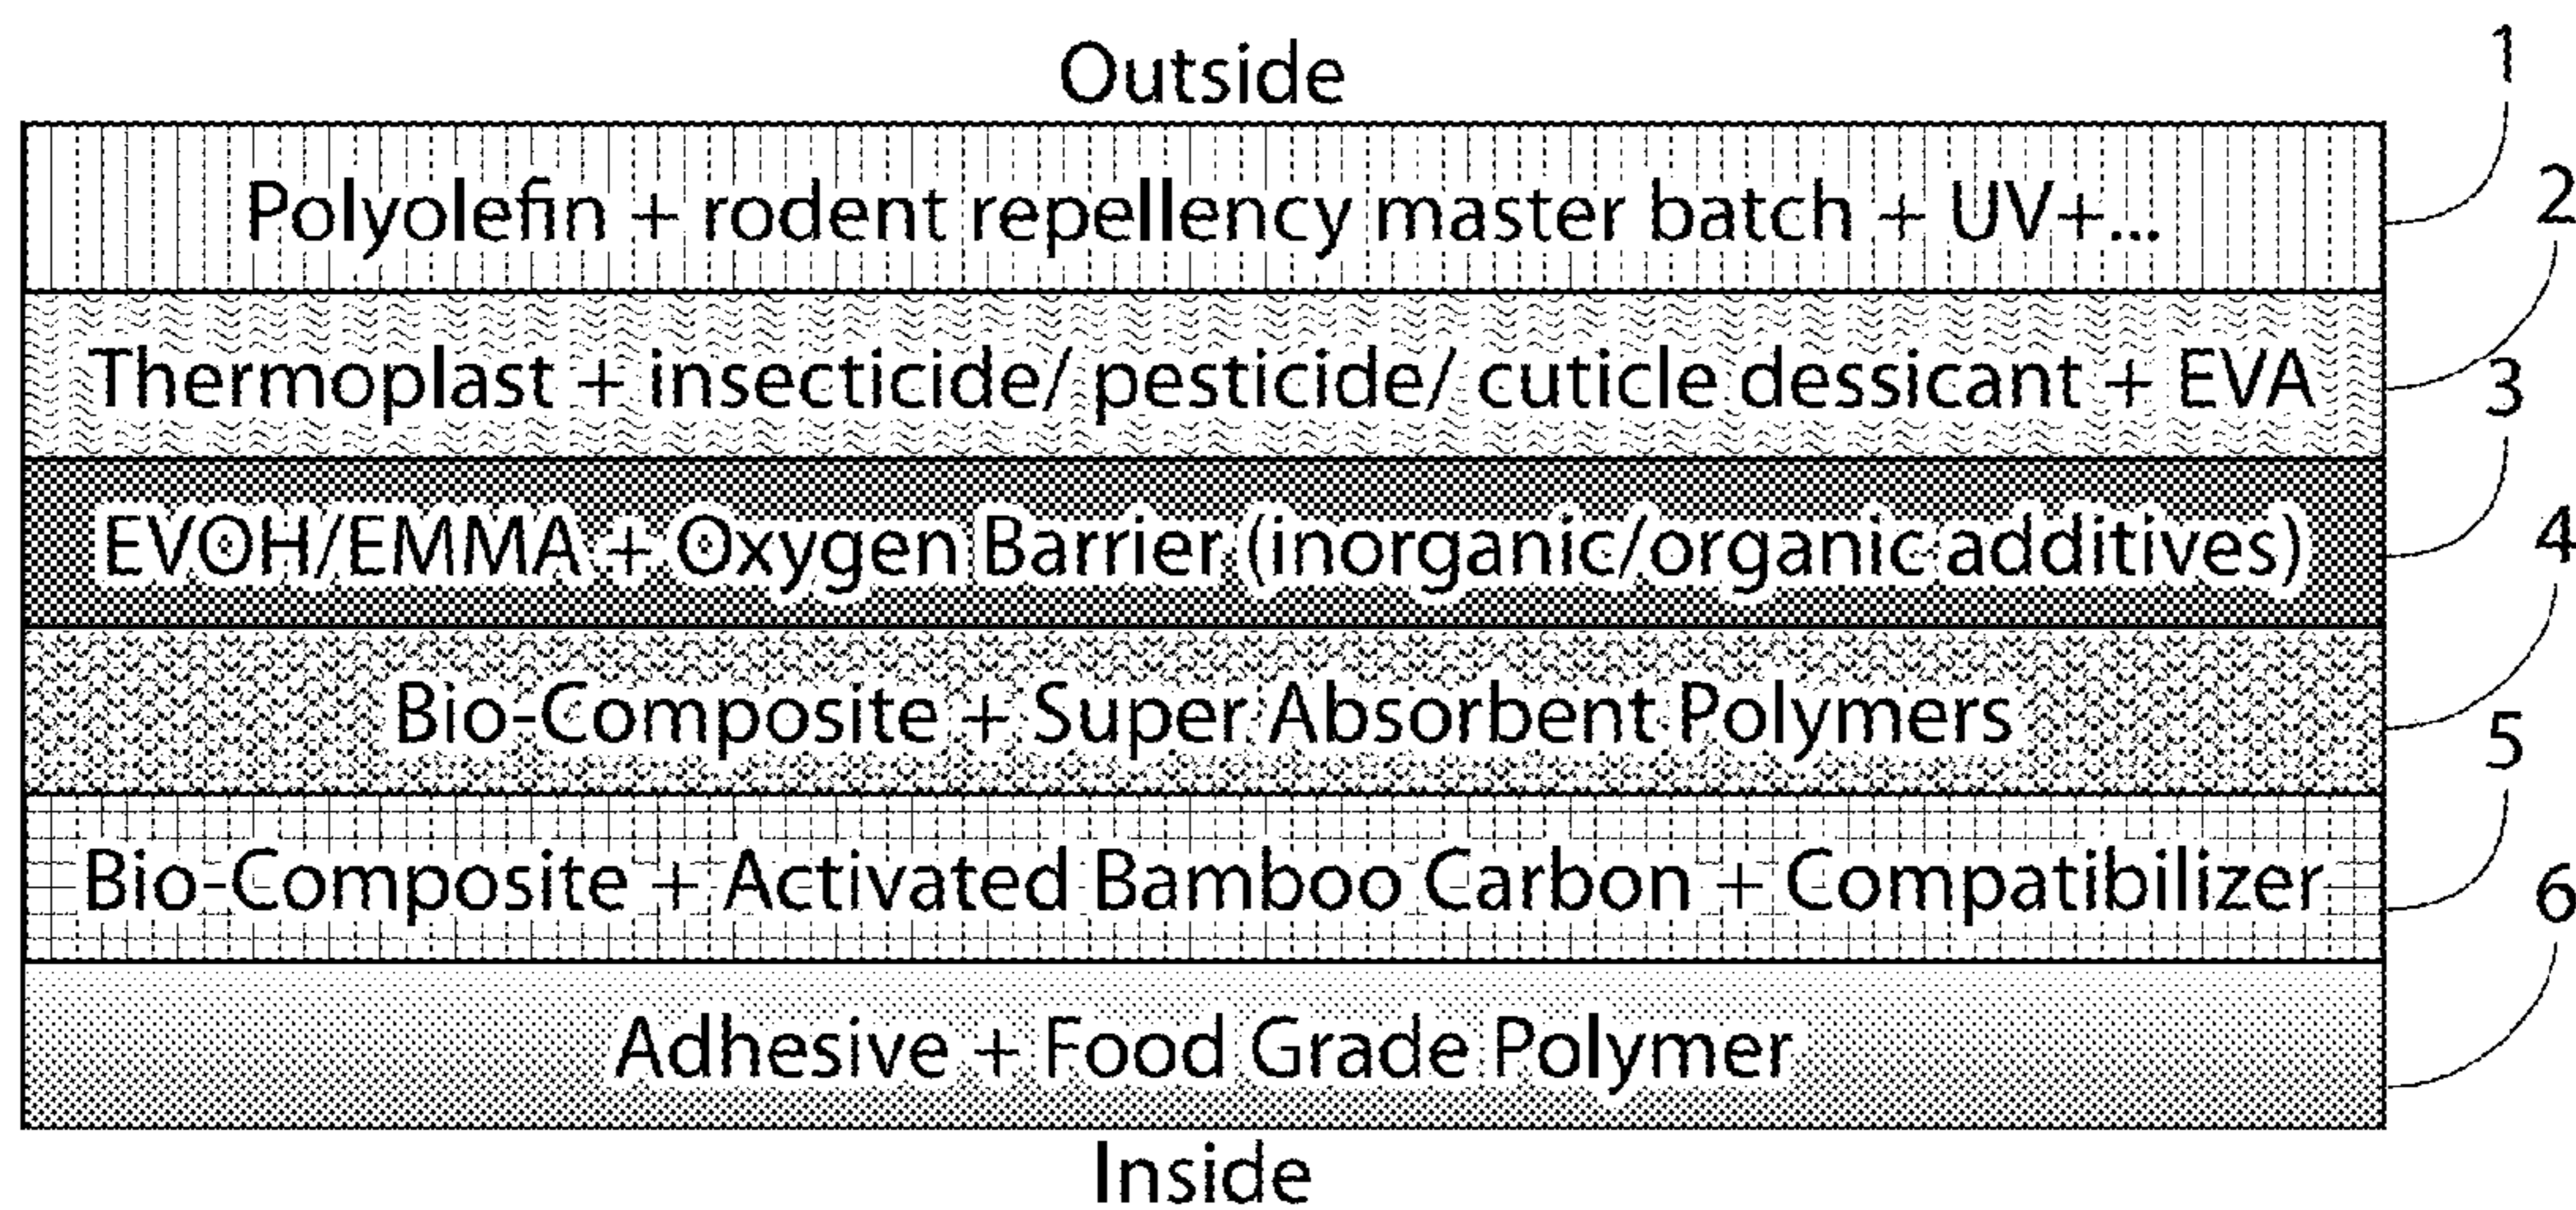 Outside
1
Polyolefin + rodent repellency master batch + UV+...
2
Thermoplast + insecticide/ pesticide/ cuticle dessicant + EVA
3
EVOH/EMMA + Oxygen Barrier (inorganic/organic additives)
4
Bio-Composite + Super Absorbent Polymers
5
Bio-Composite + Activated Bamboo Carbon + Compatibilizer
6
Adhesive + Food Grade Polymer
Inside